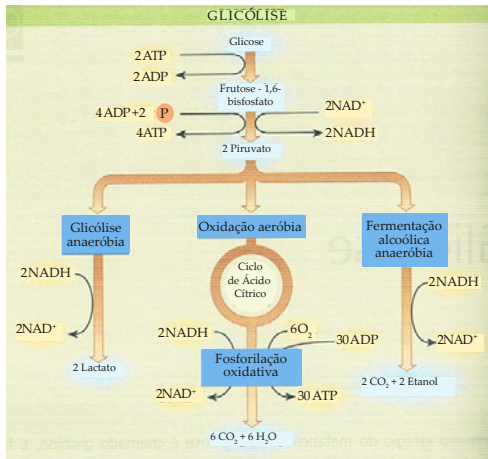 GLICÓLISE
Glicose
2 ATP
2 ADP
Frutose - 1,6-
bisfosfato
4 ADP+2 P
4ATP
2NAD⁺
2NADH
2 Piruvato
Glicólise
anaeróbia
Oxidação aeróbia
Fermentação
alcoólica
anaeróbia
2NADH
2NAD⁺
2 Lactato
Ciclo
de Ácido
Cítrico
2NADH
6O₂
30 ADP
Fosforilação
oxidativa
2NAD⁺
30 ATP
6 CO₂ + 6 H₂O
2NADH
2NAD⁺
2 CO₂ + 2 Etanol